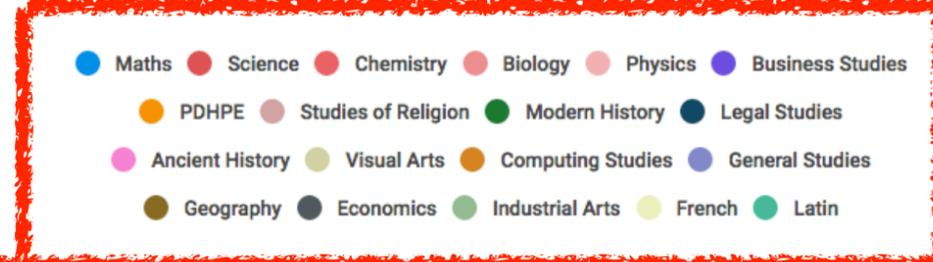 Maths Science Chemistry Biology Physics Business Studies
PDHPE Studies of Religion Modern History Legal Studies
Ancient History Visual Arts Computing Studies General Studies
Geography Economics Industrial Arts French Latin